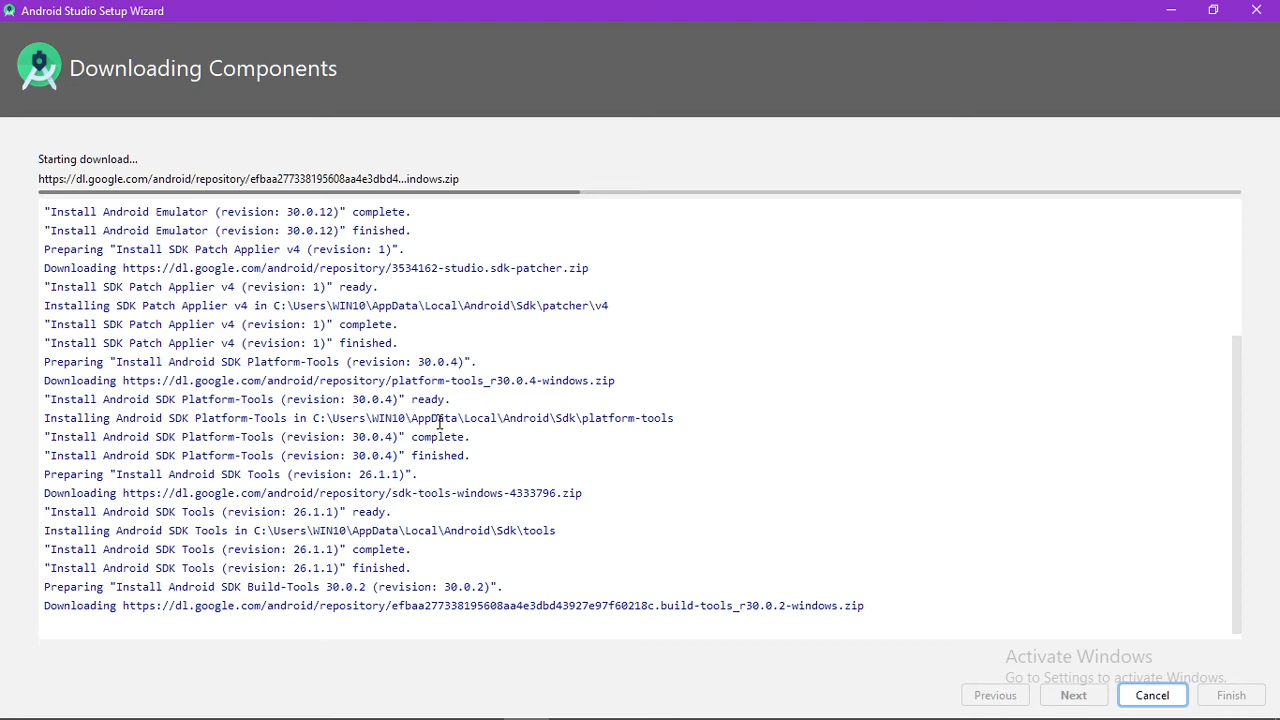 Android Studio Setup Wizard
Downloading Components
Starting download...
https://dl.google.com/android/repository/efbaa277338195608aa4e3dbd4...indows.zip
"Install Android Emulator (revision: 30.0.12)" complete.
"Install Android Emulator (revision: 30.0.12)" finished.
Preparing "Install SDK Patch Applier v4 (revision: 1)".
Downloading https://dl.google.com/android/repository/3534162-studio.sdk-patcher.zip
"Install SDK Patch Applier v4 (revision: 1)" ready.
Installing SDK Patch Applier v4 in C:\Users\WIN10\AppData\Local\Android\Sdk\patcher\v4
"Install SDK Patch Applier v4 (revision: 1)" complete.
"Install SDK Patch Applier v4 (revision: 1)" finished.
Preparing "Install Android SDK Platform-Tools (revision: 30.0.4)".
Downloading https://dl.google.com/android/repository/platform-tools_r30.0.4-windows.zip
"Install Android SDK Platform-Tools (revision: 30.0.4)" ready.
Installing Android SDK Platform-Tools in C:\Users\WIN10\AppData\Local\Android\Sdk\platform-tools
"Install Android SDK Platform-Tools (revision: 30.0.4)" complete.
"Install Android SDK Platform-Tools (revision: 30.0.4)" finished.
Preparing "Install Android SDK Tools (revision: 26.1.1)".
Downloading https://dl.google.com/android/repository/sdk-tools-windows-4333796.zip
"Install Android SDK Tools (revision: 26.1.1)" ready.
Installing Android SDK Tools in C:\Users\WIN10\AppData\Local\Android\Sdk\tools
"Install Android SDK Tools (revision: 26.1.1)" complete.
"Install Android SDK Tools (revision: 26.1.1)" finished.
Preparing "Install Android SDK Build-Tools 30.0.2 (revision: 30.0.2)".
Downloading https://dl.google.com/android/repository/efbaa277338195608aa4e3dbd43927e97f60218c.build-tools_r30.0.2-windows.zip
Activate Windows
Go to Settings to activate Windows.
Previous
Next
Cancel
Finish